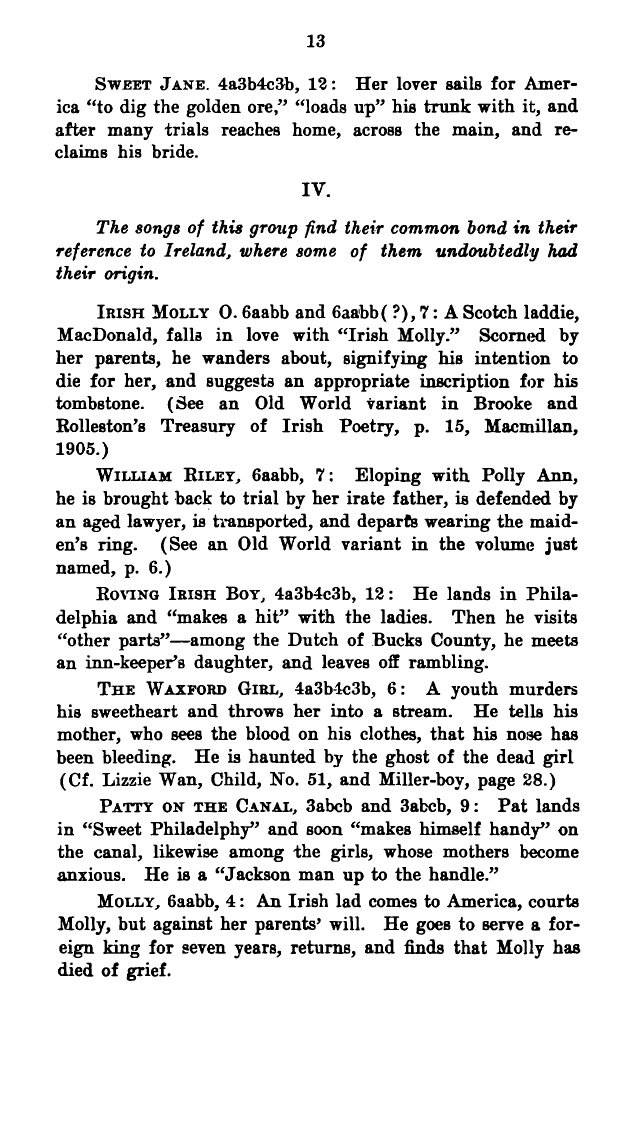 13
SWEET JANE. 4a3b4c3b, 12: Her lover sails for Amer-
ica “to dig the golden ore,” “loads up” his trunk with it, and
after many trials reaches home, across the main, and re-
claims his bride.
IV.
The songs of this group find their common bond in their
reference to Ireland, where some of them undoubtedly had
their origin.
IRISH MOLLY O. 6aabb and 6aabb(?), 7: A Scotch laddie,
MacDonald, falls in love with “Irish Molly.” Scorned by
her parents, he wanders about, signifying his intention to
die for her, and suggests an appropriate inscription for his
tombstone. (See an Old World variant in Brooke and
Rolleston’s Treasury of Irish Poetry, p. 15, Macmillan,
1905.)
WILLIAM RILEY, 6aabb, 7: Eloping with Polly Ann,
he is brought back to trial by her irate father, is defended by
an aged lawyer, is transported, and departs wearing the maid-
en’s ring. (See an Old World variant in the volume just
named, p. 6.)
ROVING IRISH BOY, 4a3b4c3b, 12: He lands in Phila-
delphia and “makes a hit” with the ladies. Then he visits
“other parts”—among the Dutch of Bucks County, he meets
an inn-keeper’s daughter, and leaves off rambling.
THE WAXFORD GIRL, 4a3b4c3b, 6: A youth murders
his sweetheart and throws her into a stream. He tells his
mother, who sees the blood on his clothes, that his nose has
been bleeding. He is haunted by the ghost of the dead girl
(Cf. Lizzie Wan, Child, No. 51, and Miller-boy, page 28.)
PATTY ON THE CANAL, 3abcb and 3abcb, 9: Pat lands
in “Sweet Philadelphy” and soon “makes himself handy” on
the canal, likewise among the girls, whose mothers become
anxious. He is a “Jackson man up to the handle.”
MOLLY, 6aabb, 4: An Irish lad comes to America, courts
Molly, but against her parents’ will. He goes to serve a for-
eign king for seven years, returns, and finds that Molly has
died of grief.